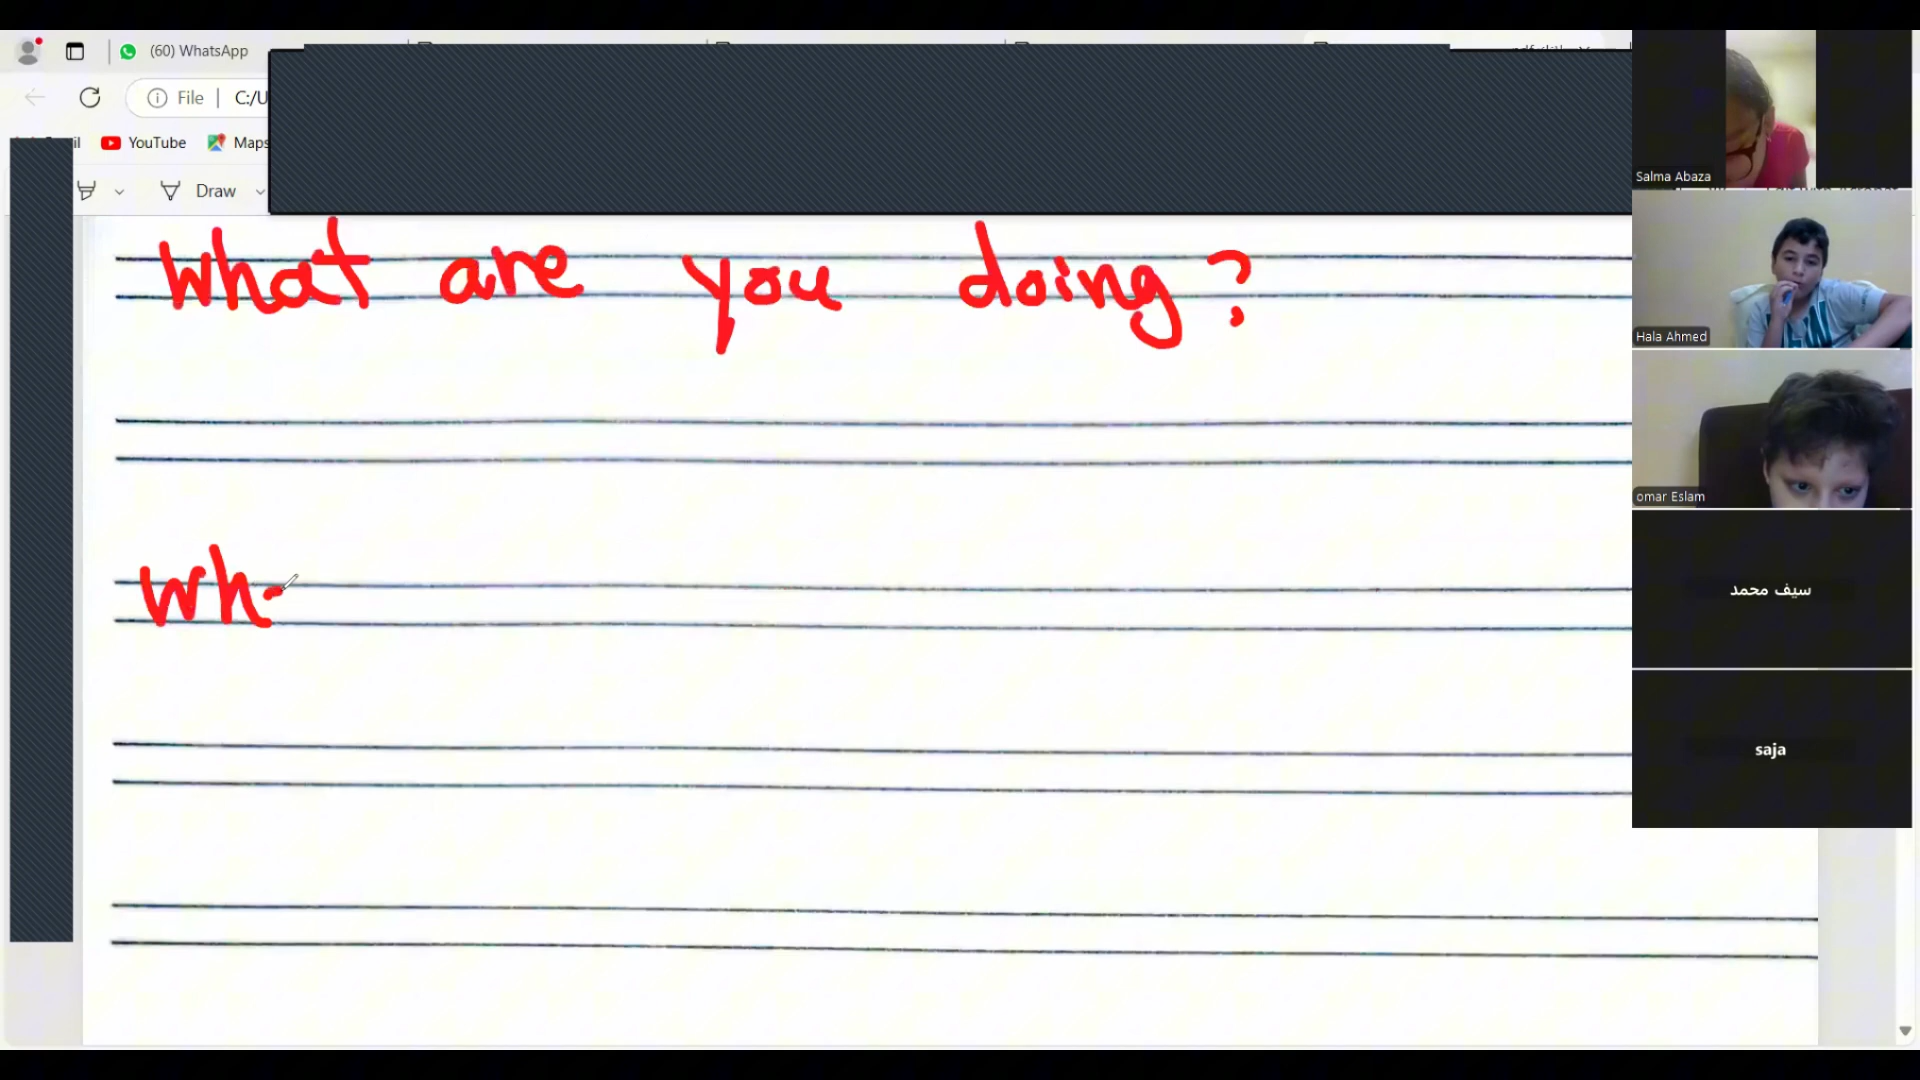 (60) WhatsApp
File C:/U
YouTube Maps
Draw
What are you doing?
wh
Salma Abaza
Hala Ahmed
omar Eslam
سيف محمد
saja